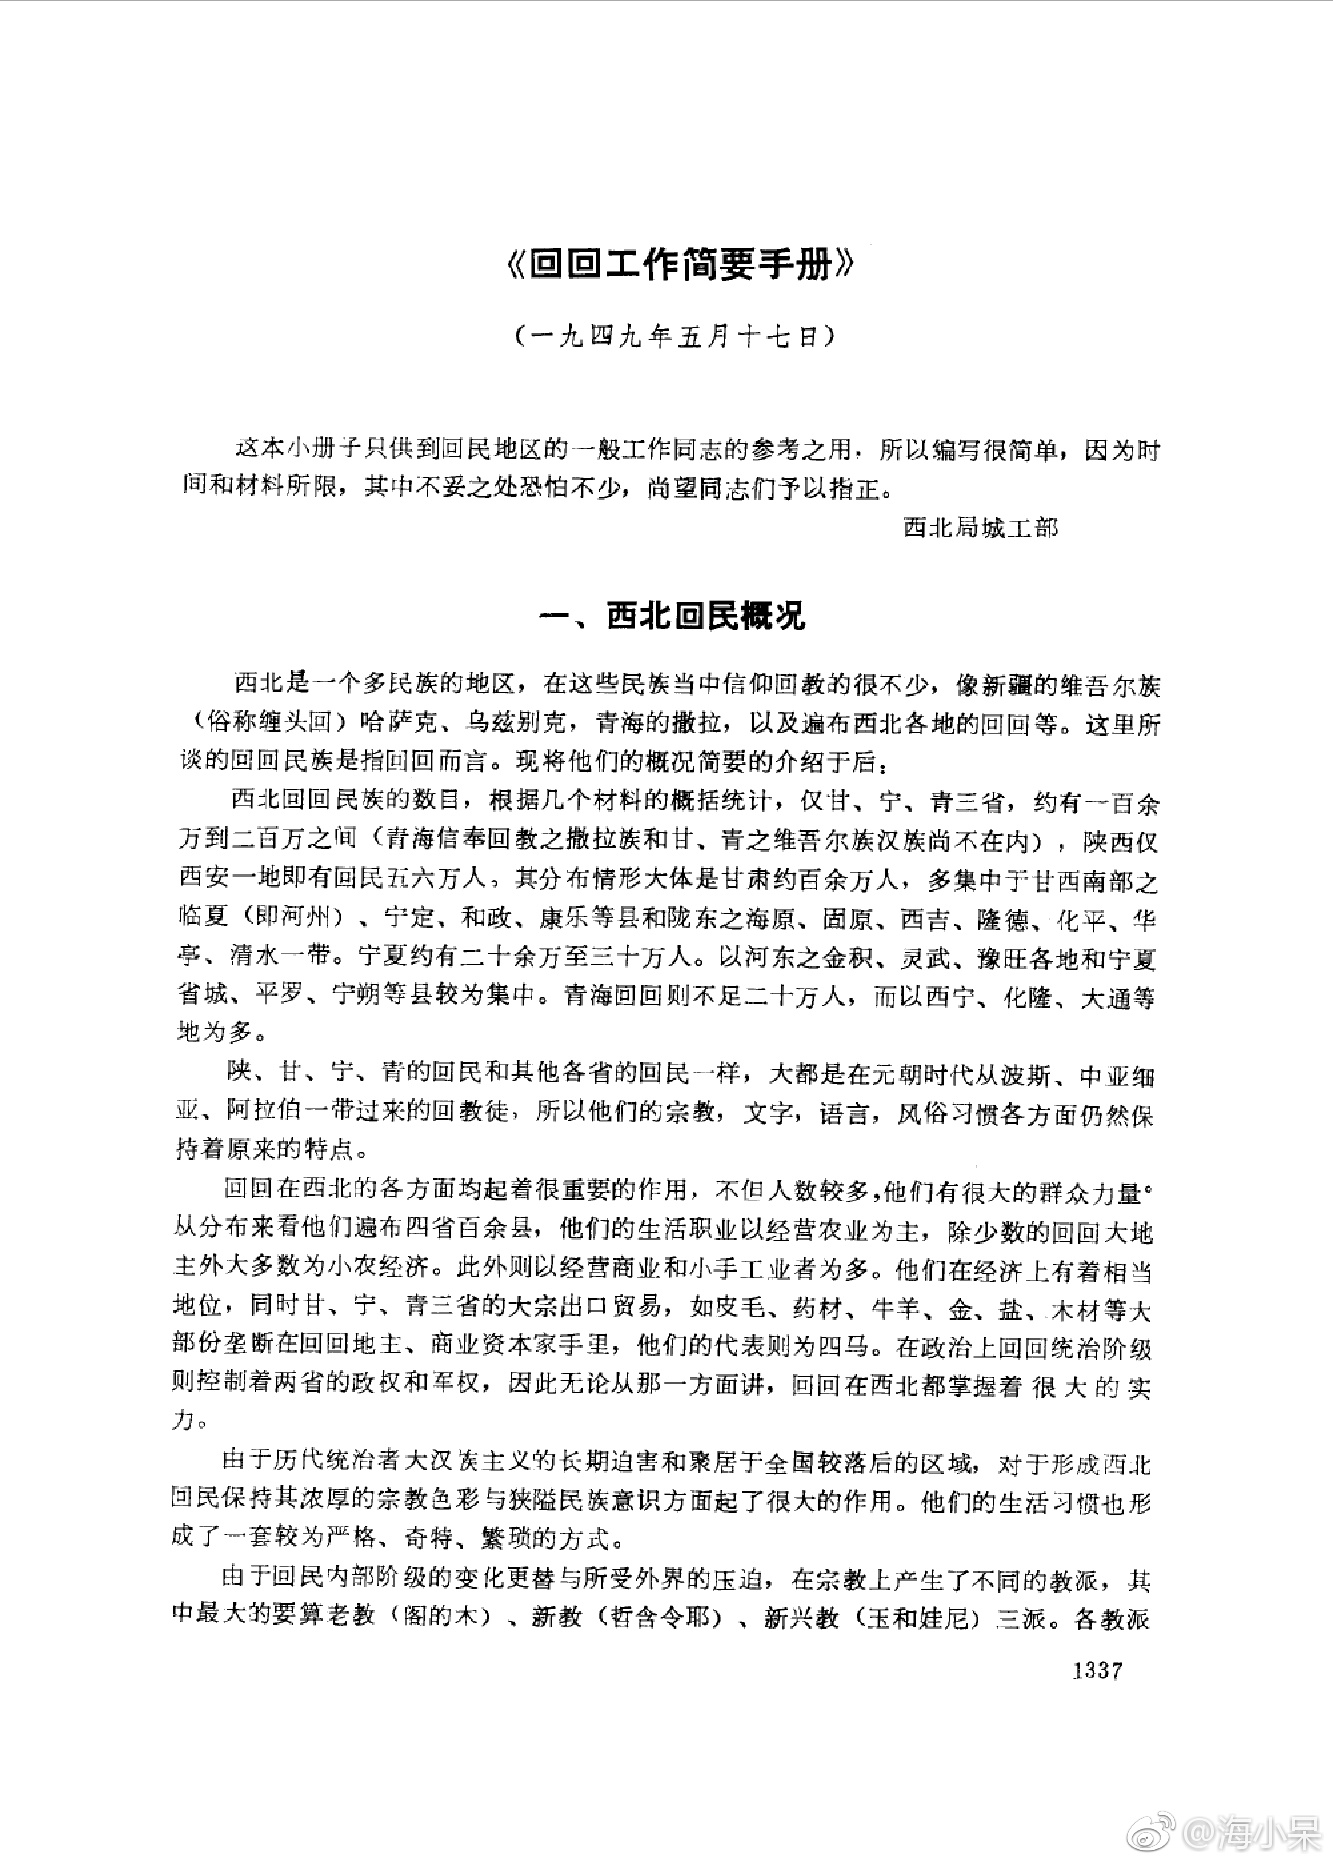 《回回工作简要手册》
（一九四九年五月十七日）
这本小册子只供到回民地区的一般工作同志的参考之用，所以编写很简单，因为时
间和材料所限，其中不妥之处恐怕不少，尚望同志们予以指正。
西北局城工部
一、西北回民概况
西北是一个多民族的地区，在这些民族当中信仰回教的很不少，像新疆的维吾尔族
（俗称缠头回）哈萨克、乌兹别克，青海的撒拉，以及遍布西北各地的回回等。这里所
谈的回回民族是指回回而言。现将他们的概况简要的介绍于后：
西北回回民族的数目，根据几个材料的概括统计，仅甘、宁、青三省，约有一百余
万到二百万之间（青海信奉回教之撒拉族和甘、青之维吾尔族汉族尚不在内），陕西仅
西安一地即有回民五六万人，其分布情形大体是甘肃约百余万人，多集中于甘西南部之
临夏（即河州）、宁定、和政、康乐等县和陇东之海原、固原、西吉、隆德、化平、华
亭、清水一带。宁夏约有二十余万至三十万人。以河东之金积、灵武、豫旺各地和宁夏
省城、平罗、宁朔等县较为集中。青海回回则不足二十万人，而以西宁、化隆、大通等
地为多。
陕、甘、宁、青的回民和其他各省的回民一样，大都是在元朝时代从波斯、中亚细
亚、阿拉伯一带过来的回教徒，所以他们的宗教，文字，语言，风俗习惯各方面仍然保
持着原来的特点。
回回在西北的各方面均起着很重要的作用，不但人数较多，他们有很大的群众力量。
从分布来看他们遍布四省百余县，他们的生活职业以经营农业为主，除少数的回回大地
主外大多数为小农经济。此外则以经营商业和小手工业者为多。他们在经济上有着相当
地位，同时甘、宁、青三省的大宗出口贸易，如皮毛、药材、牛羊、金、盐、木材等大
部份垄断在回回地主、商业资本家手里，他们的代表则为四马。在政治上回回统治阶级
则控制着两省的政权和军权，因此无论从那一方面讲，回回在西北都掌握着很大的实
力。
由于历代统治者大汉族主义的长期迫害和聚居于全国较落后的区域，对于形成西北
回民保持其浓厚的宗教色彩与狭隘民族意识方面起了很大的作用。他们的生活习惯也形
成了一套较为严格、奇特、繁琐的方式。
由于回民内部阶级的变化更替与所受外界的压迫，在宗教上产生了不同的教派，其
中最大的要算老教（阁的木）、新教（哲合令耶）、新兴教（玉和娃尼）三派。各教派
1337
@海小呆